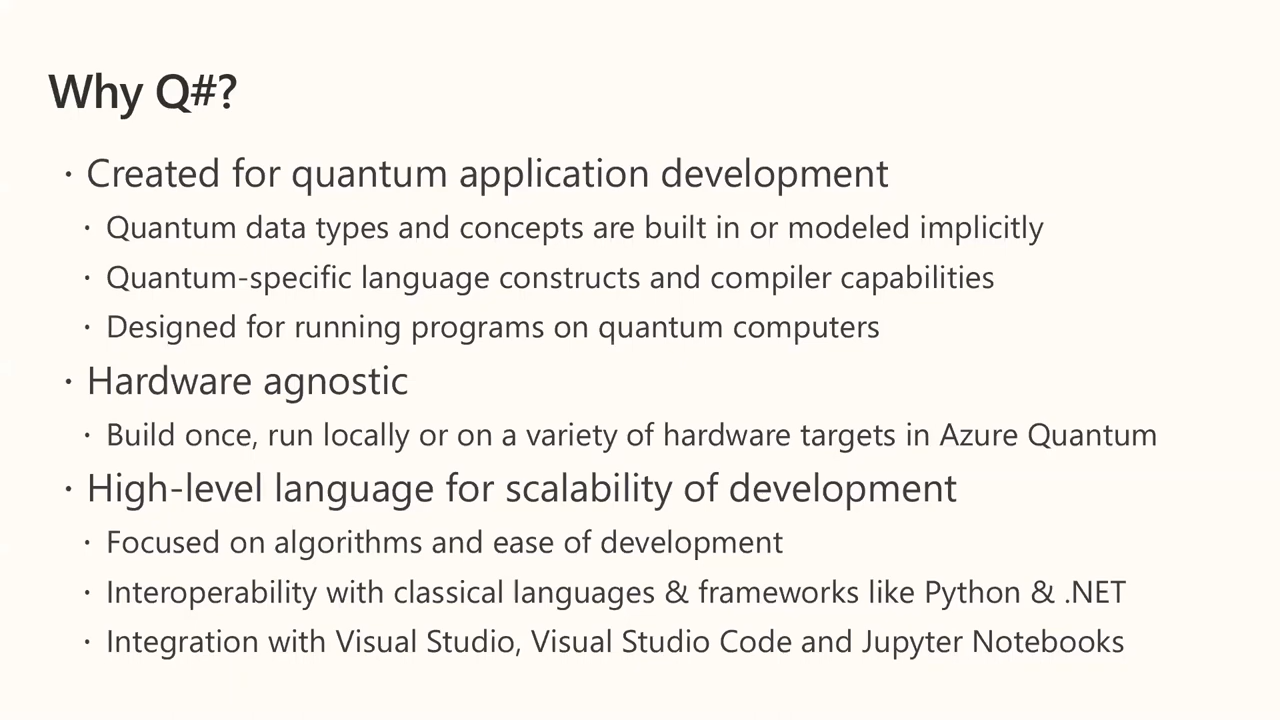 Why Q#?
· Created for quantum application development
· Quantum data types and concepts are built in or modeled implicitly
· Quantum-specific language constructs and compiler capabilities
· Designed for running programs on quantum computers
· Hardware agnostic
· Build once, run locally or on a variety of hardware targets in Azure Quantum
· High-level language for scalability of development
· Focused on algorithms and ease of development
· Interoperability with classical languages & frameworks like Python & .NET
· Integration with Visual Studio, Visual Studio Code and Jupyter Notebooks